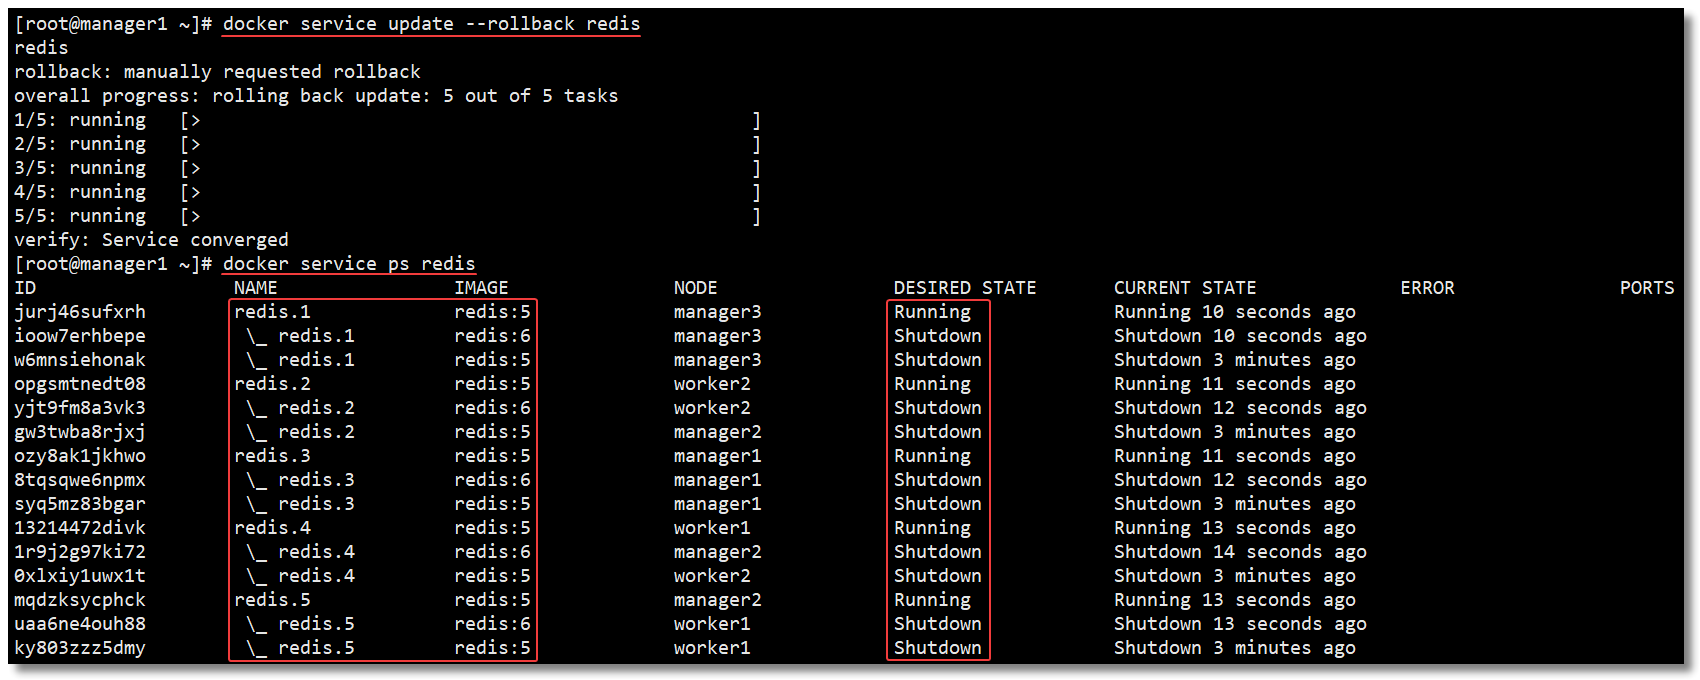 [root@manager1 ~]# docker service update --rollback redis
redis
rollback: manually requested rollback
overall progress: rolling back update: 5 out of 5 tasks
1/5: running   [>                                                  ]
2/5: running   [>                                                  ]
3/5: running   [>                                                  ]
4/5: running   [>                                                  ]
5/5: running   [>                                                  ]
verify: Service converged
[root@manager1 ~]# docker service ps redis
ID                  NAME                IMAGE               NODE                DESIRED STATE       CURRENT STATE             ERROR               PORTS
jurj46sufxrh        redis.1             redis:5             manager3            Running             Running 10 seconds ago
ioow7erhbepe         \_ redis.1         redis:6             manager3            Shutdown            Shutdown 10 seconds ago
w6mnsiehonak         \_ redis.1         redis:5             manager3            Shutdown            Shutdown 3 minutes ago
opgsmtnedt08        redis.2             redis:5             worker2             Running             Running 11 seconds ago
yjt9fm8a3vk3         \_ redis.2         redis:6             worker2             Shutdown            Shutdown 12 seconds ago
gw3twba8rjxj         \_ redis.2         redis:5             manager2            Shutdown            Shutdown 3 minutes ago
ozy8ak1jkhwo        redis.3             redis:5             manager1            Running             Running 11 seconds ago
8tqsqwe6npmx         \_ redis.3         redis:6             manager1            Shutdown            Shutdown 12 seconds ago
syq5mz83bgar         \_ redis.3         redis:5             manager1            Shutdown            Shutdown 3 minutes ago
13214472divk        redis.4             redis:5             worker1             Running             Running 13 seconds ago
1r9j2g97ki72         \_ redis.4         redis:6             manager2            Shutdown            Shutdown 14 seconds ago
0xlxiy1uwx1t         \_ redis.4         redis:5             worker2             Shutdown            Shutdown 3 minutes ago
mqdzksycphck        redis.5             redis:5             manager2            Running             Running 13 seconds ago
uaa6ne4ouh88         \_ redis.5         redis:6             worker1             Shutdown            Shutdown 13 seconds ago
ky803zzz5dmy         \_ redis.5         redis:5             worker1             Shutdown            Shutdown 3 minutes ago